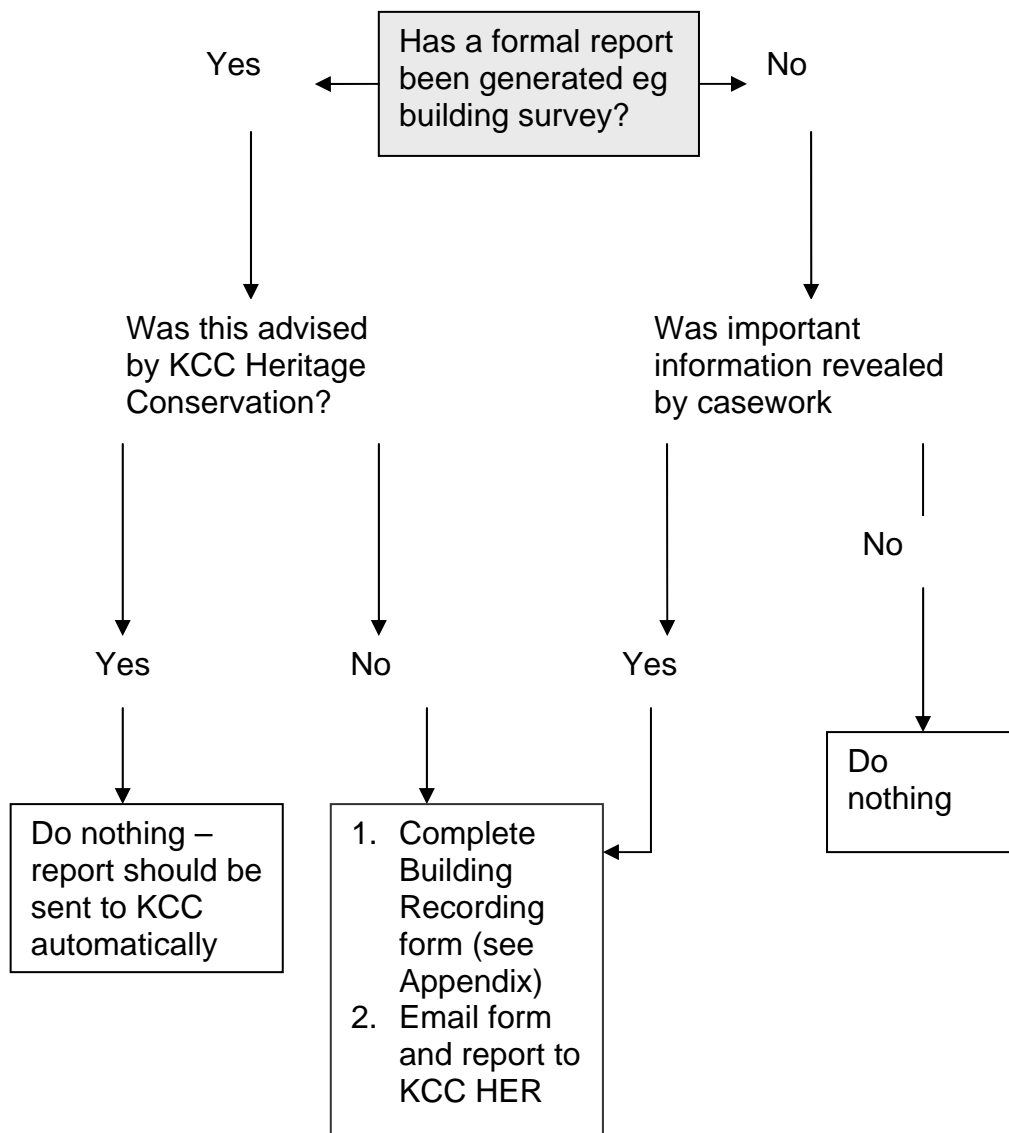 Yes
Has a formal report
been generated eg
building survey?
No
Was this advised
by KCC Heritage
Conservation?
Was important
information revealed
by casework
No
Yes
No
Yes
Do nothing –
report should be
sent to KCC
automatically
1. Complete
Building
Recording
form (see
Appendix)
2. Email form
and report to
KCC HER
Do
nothing